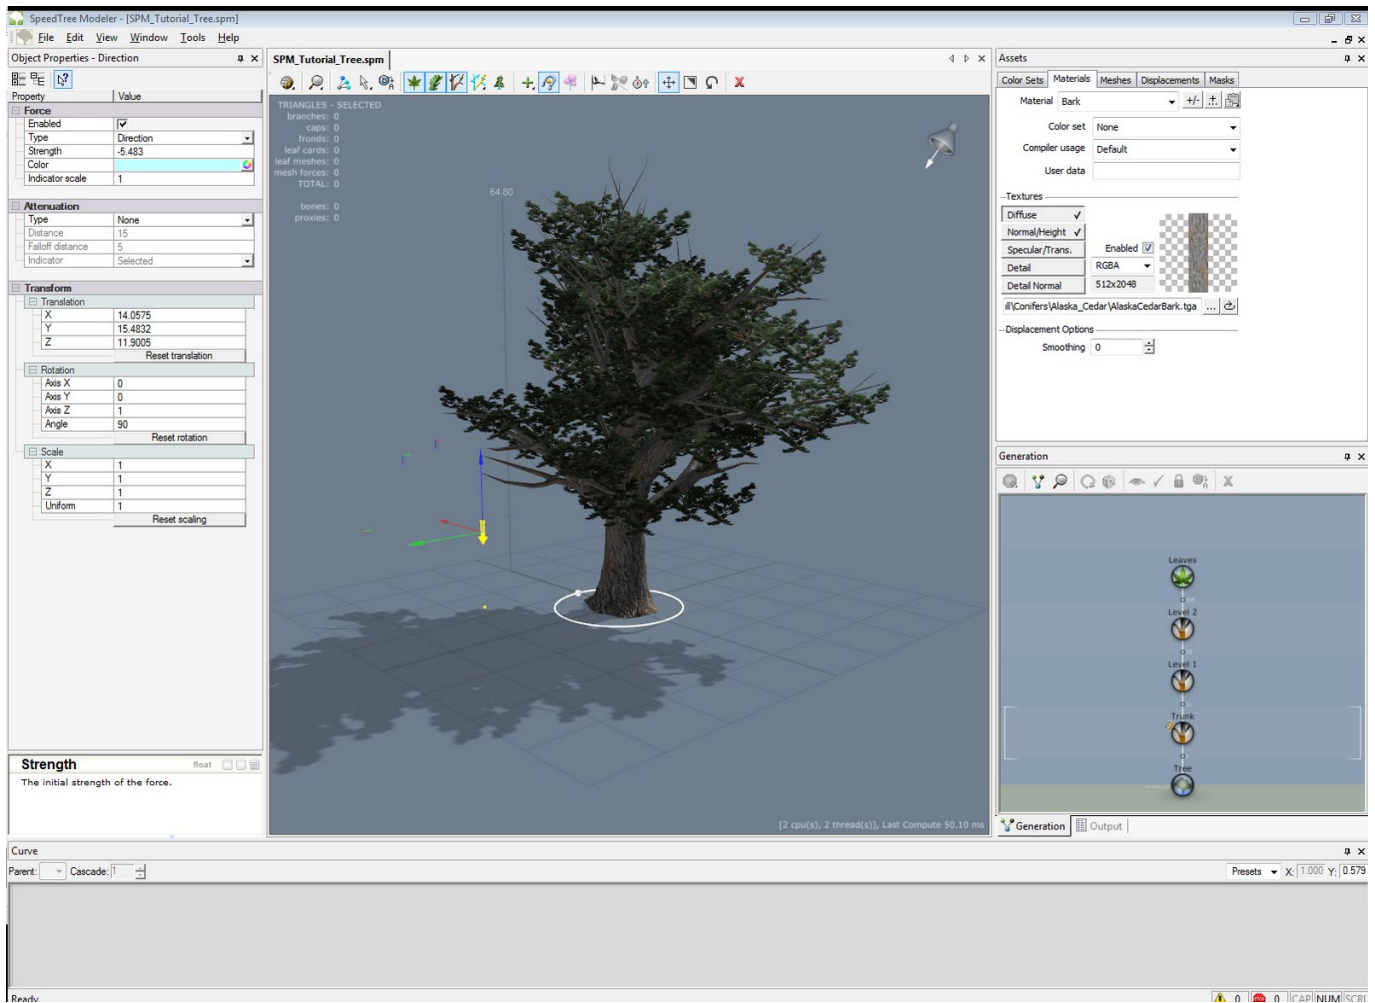 SpeedTree Modeler - [SPM_Tutorial_Tree.spm]
File Edit View Window Tools Help
Object Properties - Direction
Property Value
Force
Enabled
Type Direction
Strength -5.483
Color
Indicator scale 1
Attenuation
Type None
Distance 15
Falloff distance 5
Indicator Selected
Transform
Translation
X 14.0575
Y 15.4832
Z 11.9005
Reset translation
Rotation
Axis X 0
Axis Y 0
Axis Z 1
Angle 90
Reset rotation
Scale
X 1
Y 1
Z 1
Uniform 1
Reset scaling
Strength float
The initial strength of the force.
SPM_Tutorial_Tree.spm
TRIANGLES - SELECTED
branches: 0
caps: 0
fronds: 0
leaf cards: 0
leaf meshes: 0
mesh forces: 0
TOTAL: 0
bones: 0
proxies: 0
64.80
[2 cpu(s), 2 thread(s)], Last Compute 50.10 ms
Assets
Color Sets Materials Meshes Displacements Masks
Material Bark +/-
Color set None
Compiler usage Default
User data
Textures
Diffuse
Normal/Height
Specular/Trans. Enabled
Detail RGBA
Detail Normal 512x2048
ll\Conifers\Alaska_Cedar\AlaskaCedarBark.tga ...
Displacement Options
Smoothing 0
Generation
Leaves
Level 2
Level 1
Trunk
Tree
Generation Output
Curve
Parent: Cascade: 1
Presets X: 1.000 Y: 0.579
Ready
0 0 CAP NUM SCRL